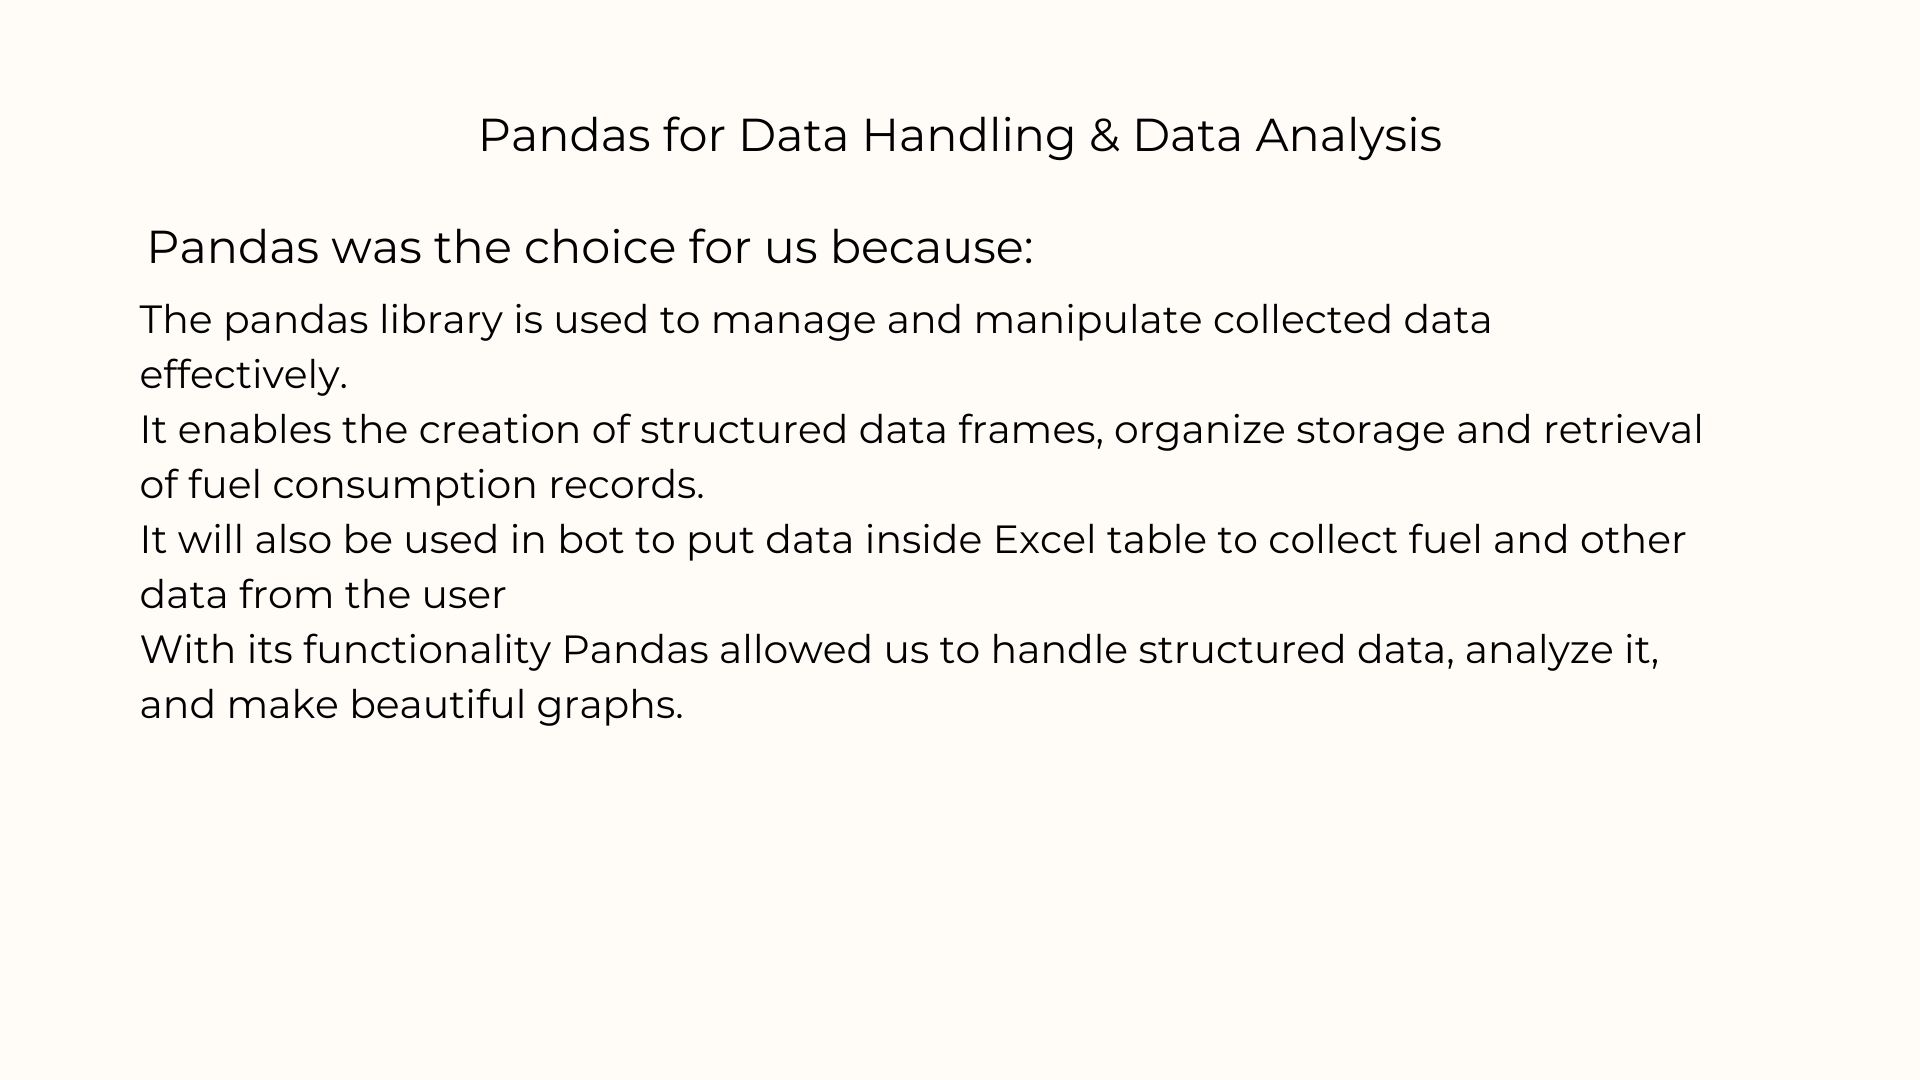 Pandas for Data Handling & Data Analysis
Pandas was the choice for us because:
The pandas library is used to manage and manipulate collected data
effectively.
It enables the creation of structured data frames, organize storage and retrieval
of fuel consumption records.
It will also be used in bot to put data inside Excel table to collect fuel and other
data from the user
With its functionality Pandas allowed us to handle structured data, analyze it,
and make beautiful graphs.